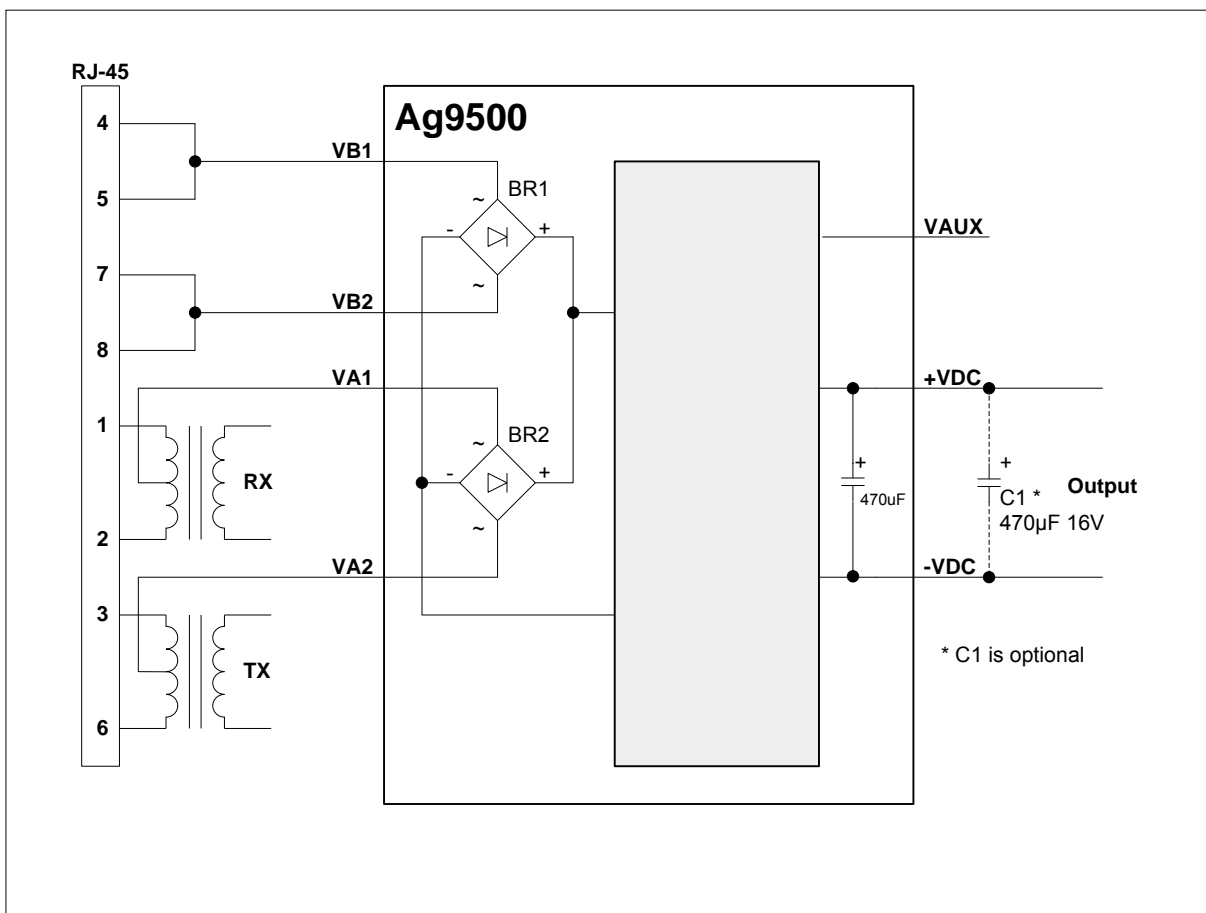 RJ-45
Ag9500
4
5
7
8
1
2
3
6
VB1
VB2
VA1
VA2
RX
TX
~
BR1
-
+
~
~
BR2
-
+
~
+
470uF
VAUX
+VDC
-VDC
+
C1 *
470µF 16V
Output
* C1 is optional